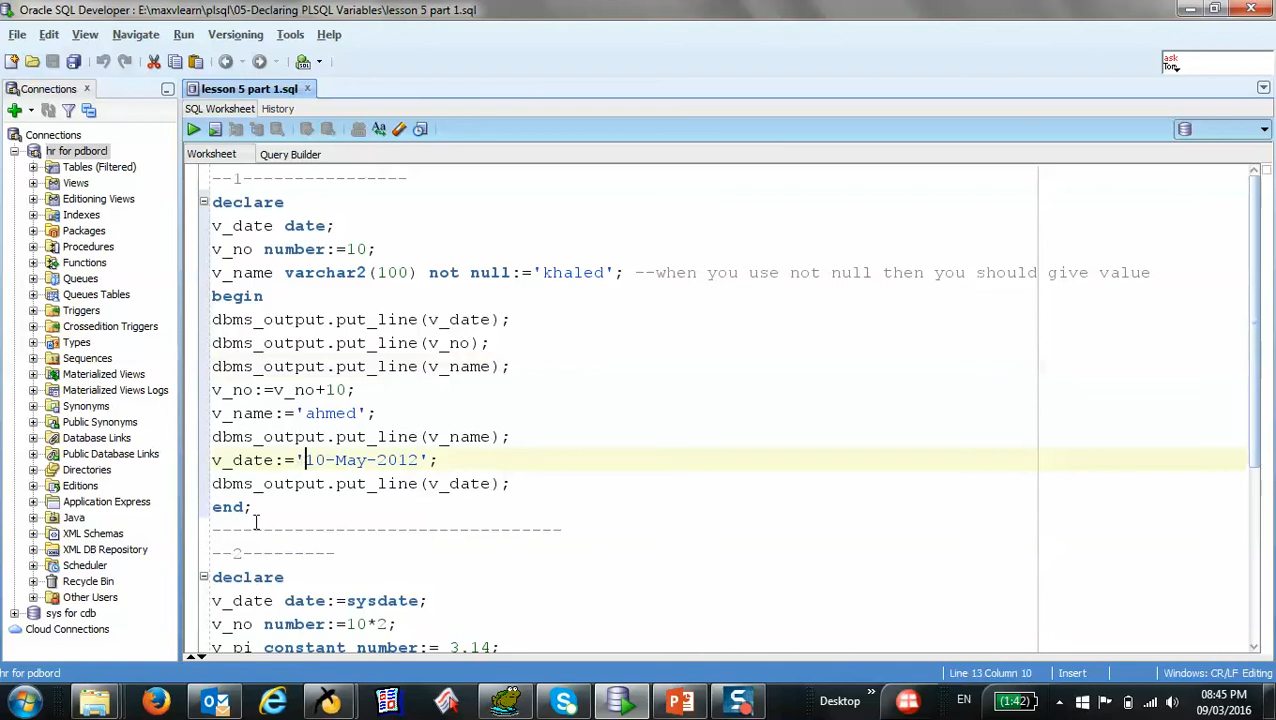 Oracle SQL Developer : E:\maxvlearn\plsql\05-Declaring PLSQL Variables\lesson 5 part 1.sql
File Edit View Navigate Run Versioning Tools Help
ask
Tom
Connections
lesson 5 part 1.sql
SQL Worksheet History
Worksheet Query Builder
Connections
hr for pdbord
Tables (Filtered)
Views
Editioning Views
Indexes
Packages
Procedures
Functions
Queues
Queues Tables
Triggers
Crossedition Triggers
Types
Sequences
Materialized Views
Materialized Views Logs
Synonyms
Public Synonyms
Database Links
Public Database Links
Directories
Editions
Application Express
Java
XML Schemas
XML DB Repository
Scheduler
Recycle Bin
Other Users
sys for cdb
Cloud Connections
--1----------------
declare
v_date date;
v_no number:=10;
v_name varchar2(100) not null:='khaled'; --when you use not null then you should give value
begin
dbms_output.put_line(v_date);
dbms_output.put_line(v_no);
dbms_output.put_line(v_name);
v_no:=v_no+10;
v_name:='ahmed';
dbms_output.put_line(v_name);
v_date:='10-May-2012';
dbms_output.put_line(v_date);
end;
---------------------------------
--2---------
declare
v_date date:=sysdate;
v_no number:=10*2;
v_pi constant number:= 3.14;
hr for pdbord
Line 13 Column 10 Insert Windows: CR/LF Editing
Desktop
EN
(1:42)
08:45 PM
09/03/2016